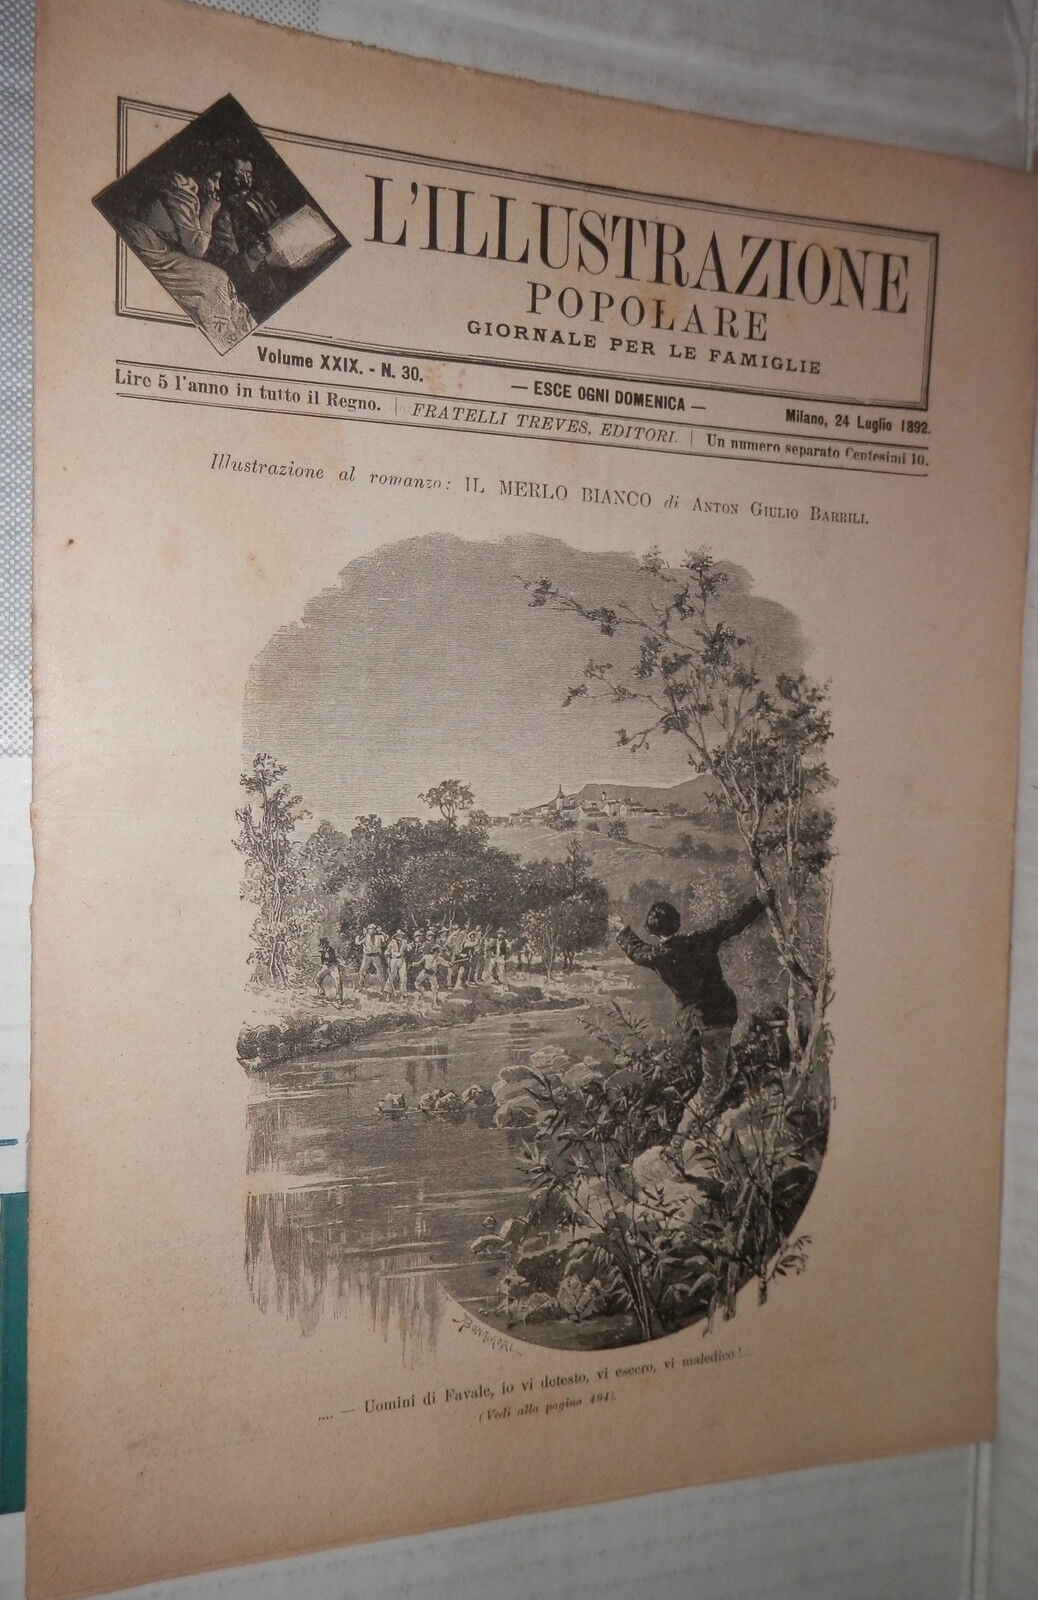 L'ILLUSTRAZIONE
POPOLARE
GIORNALE PER LE FAMIGLIE
Volume XXIX. - N. 30. — ESCE OGNI DOMENICA — Milano, 24 Luglio 1892.
Lire 5 l'anno in tutto il Regno. | FRATELLI TREVES, EDITORI. | Un numero separato Centesimi 10.
Illustrazione al romanzo: IL MERLO BIANCO di ANTON GIULIO BARRILI.
.... — Uomini di Favale, io vi detesto, vi esecro, vi maledico!...
(Vedi alla pagina 494).